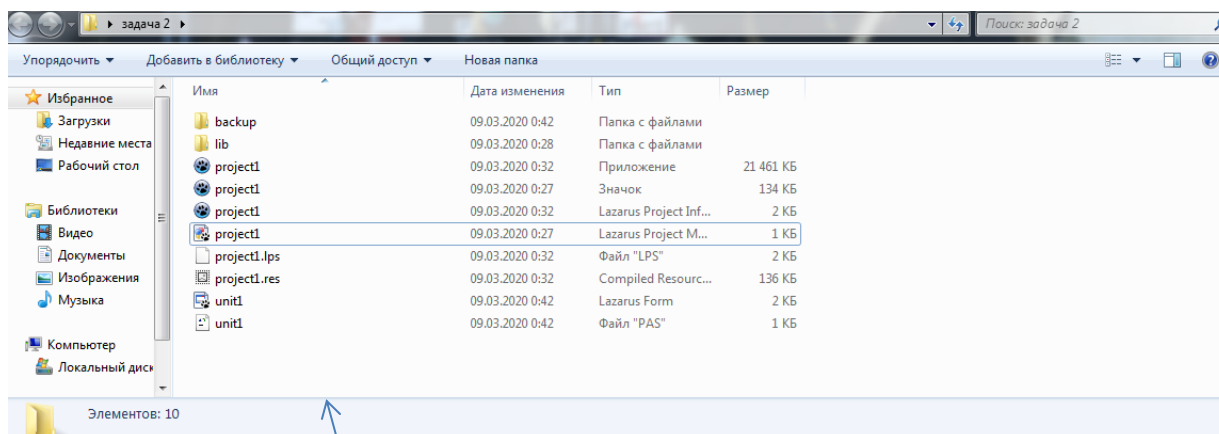 задача 2
Поиск: задача 2
Упорядочить Добавить в библиотеку Общий доступ Новая папка
Имя Дата изменения Тип Размер
Избранное
Загрузки
Недавние места
Рабочий стол
Библиотеки
Видео
Документы
Изображения
Музыка
Компьютер
Локальный диск
backup 09.03.2020 0:42 Папка с файлами
lib 09.03.2020 0:28 Папка с файлами
project1 09.03.2020 0:32 Приложение 21 461 КБ
project1 09.03.2020 0:27 Значок 134 КБ
project1 09.03.2020 0:32 Lazarus Project Inf... 2 КБ
project1 09.03.2020 0:27 Lazarus Project M... 1 КБ
project1.lps 09.03.2020 0:32 Файл "LPS" 2 КБ
project1.res 09.03.2020 0:32 Compiled Resourc... 136 КБ
unit1 09.03.2020 0:42 Lazarus Form 2 КБ
unit1 09.03.2020 0:42 Файл "PAS" 1 КБ
Элементов: 10